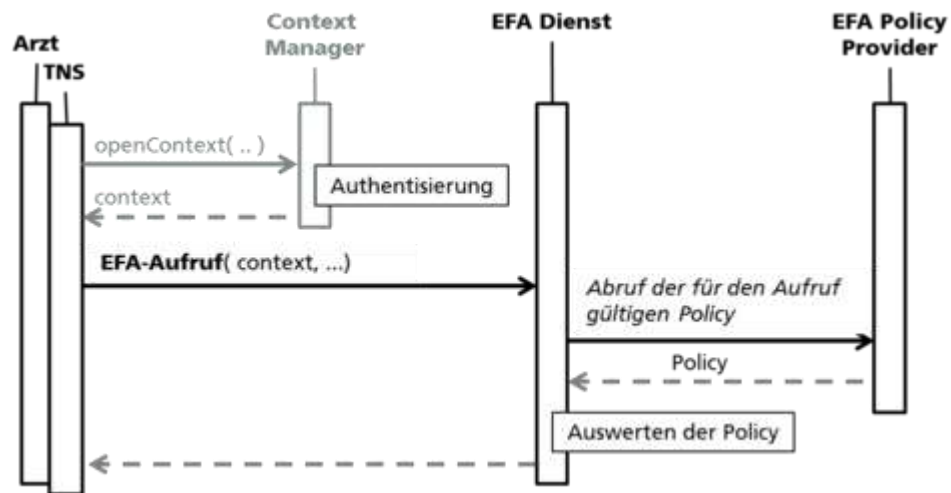 Arzt
TNS
Context
Manager
EFA Dienst
EFA Policy
Provider
openContext( .. )
Authentisierung
context
EFA-Aufruf( context, ...)
Abruf der für den Aufruf
gültigen Policy
Policy
Auswerten der Policy